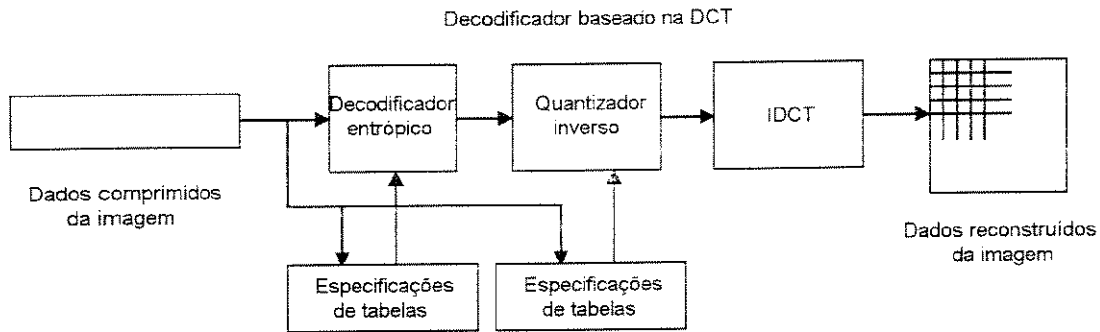 Decodificador baseado na DCT
Decodificador
entrópico
Quantizador
inverso
IDCT
Dados comprimidos
da imagem
Dados reconstruídos
da imagem
Especificações
de tabelas
Especificações
de tabelas